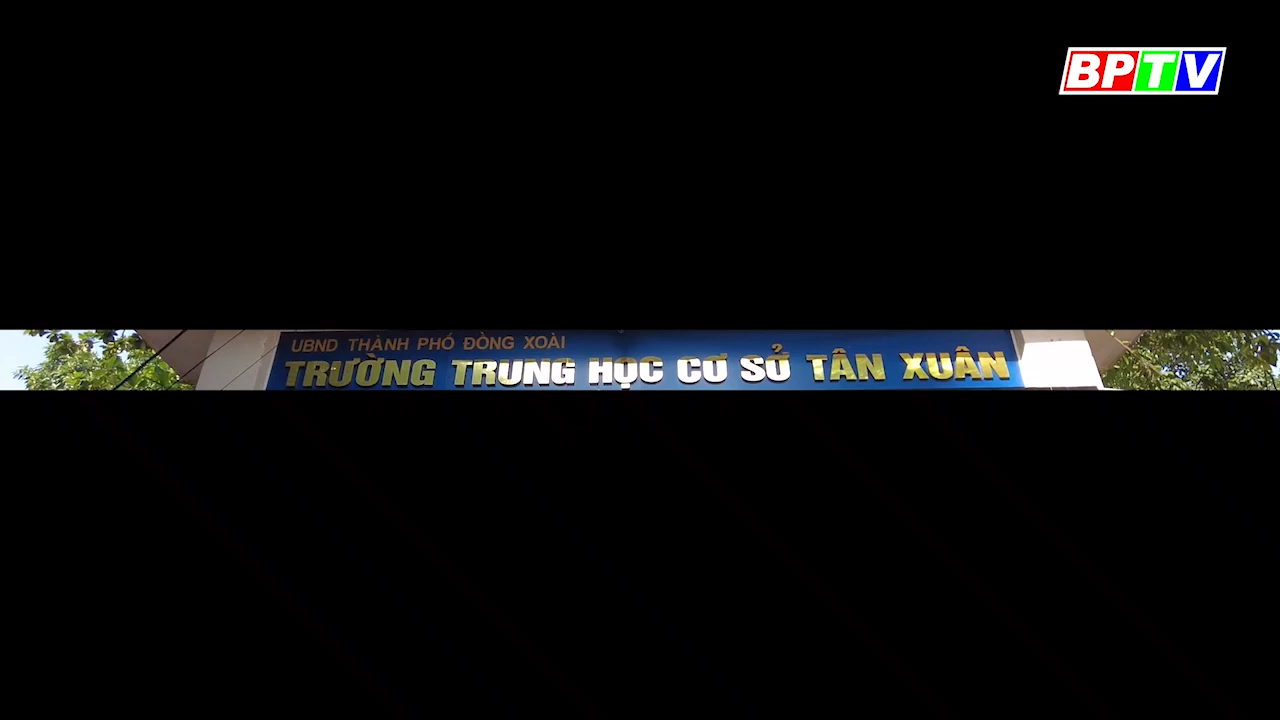 BPTV
UBND THÀNH PHỐ ĐỒNG XOÀI
TRƯỜNG TRUNG HỌC CƠ SỞ TÂN XUÂN